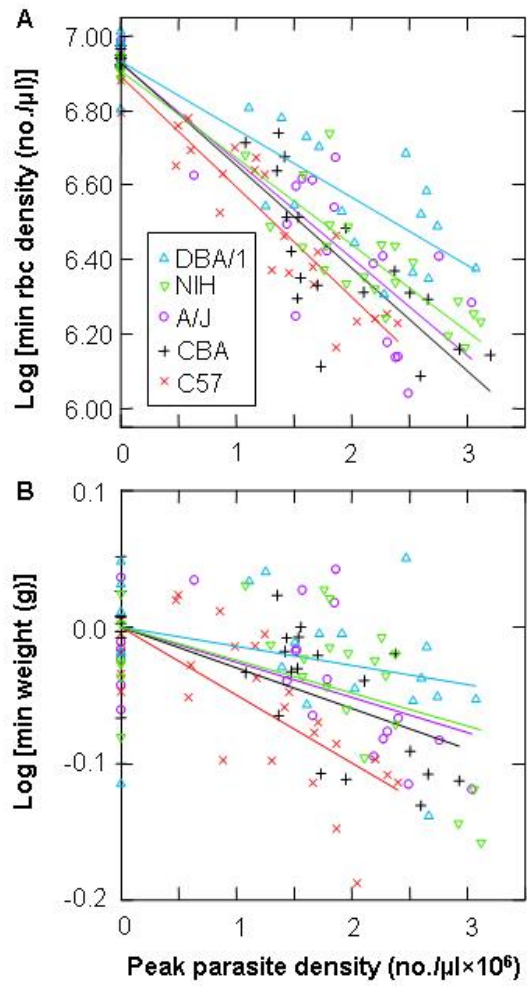 A
7.00
6.80
6.60
6.40
6.20
6.00
Log [min rbc density (no./µl)]
DBA/1
NIH
A/J
CBA
C57
0 1 2 3
B
0.1
0.0
-0.1
-0.2
Log [min weight (g)]
0 1 2 3
Peak parasite density (no./µl×10⁶)